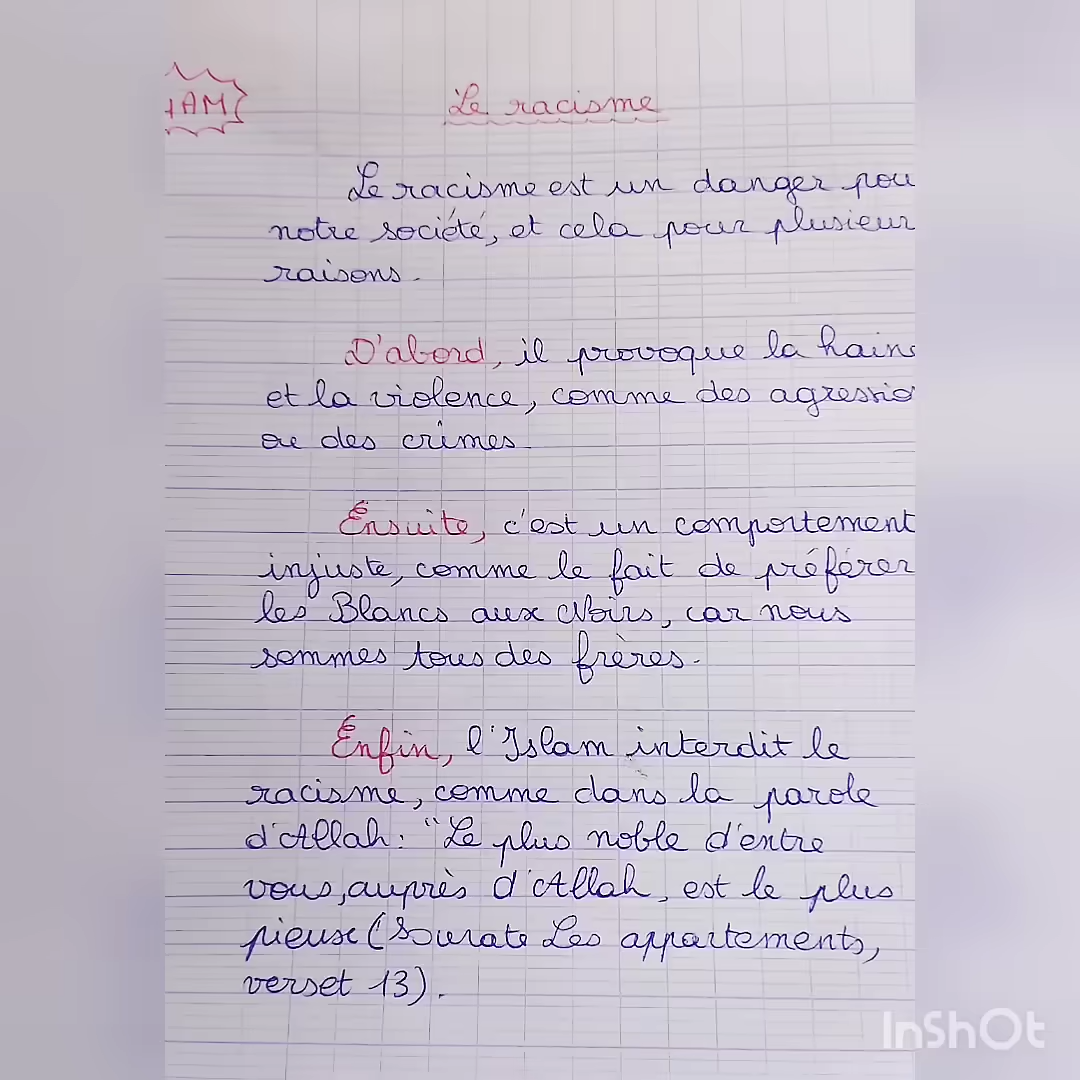 +AM
Le racisme
Le racisme est un danger pou
notre société, et cela pour plusieur
raisons.
D'abord, il provoque la haine
et la violence, comme des agressio
ou des crimes
Ensuite, c'est un comportement
injuste, comme le fait de préférer
les Blancs aux Noirs, car nous
sommes tous des frères.
Enfin, l'Islam interdit le
racisme, comme dans la parole
d'Allah : "Le plus noble d'entre
vous, auprès d'Allah, est le plus
pieux (Sourate Les appartements,
verset 13).
InShOt